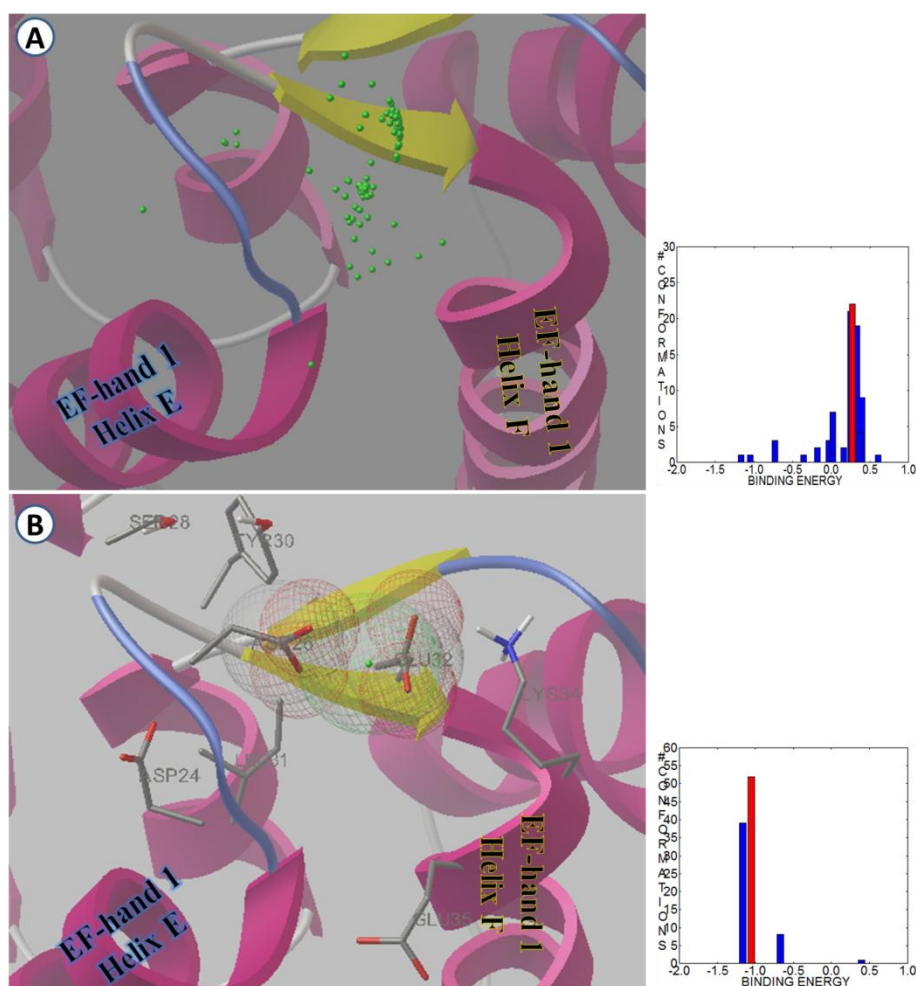 A
EF-hand 1
Helix E
EF-hand 1
Helix F
30
25
20
15
10
5
0
#CONFORMATIONS
-2.0 -1.5 -1.0 -0.5 0.0 0.5 1.0
BINDING ENERGY
B
SER28
GLU32
LYS34
ASP24
GLU35
EF-hand 1
Helix E
EF-hand 1
Helix F
60
55
50
45
40
35
30
25
20
15
10
5
0
#CONFORMATIONS
-2.0 -1.5 -1.0 -0.5 0.0 0.5 1.0
BINDING ENERGY